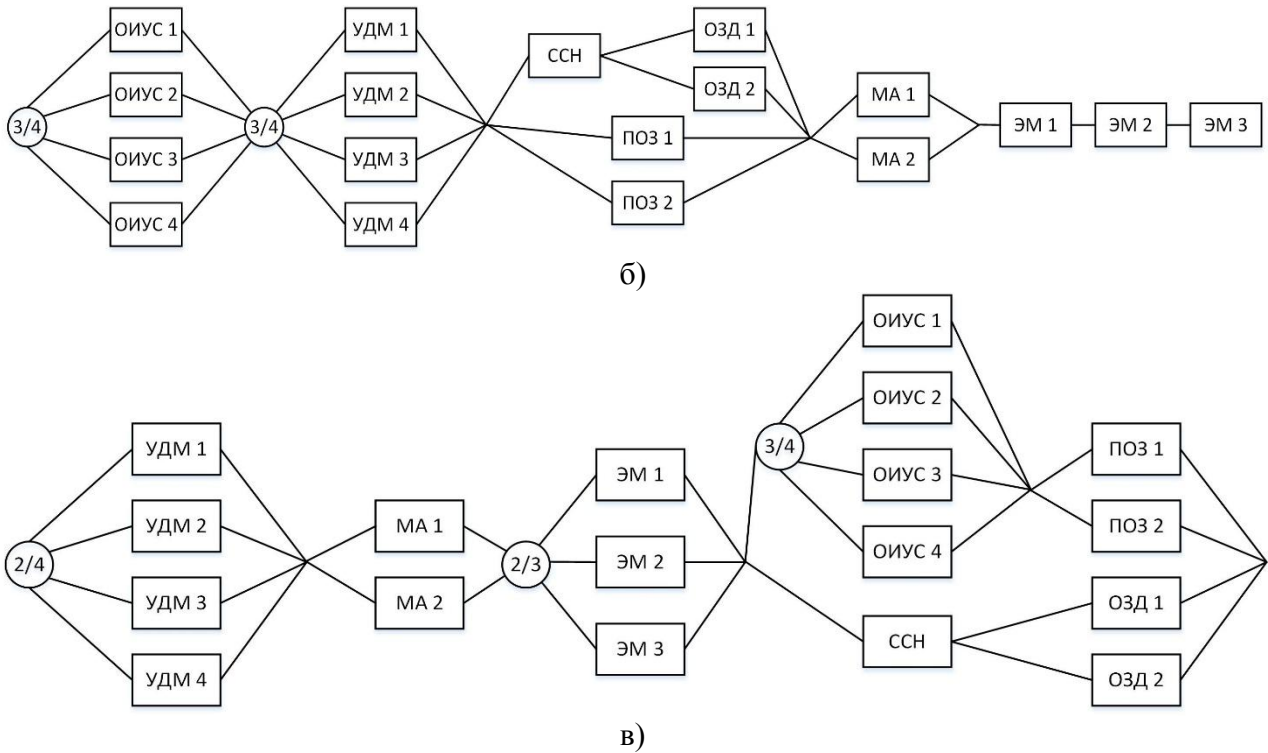 ОИУС 1
УДМ 1
ОЗД 1
ССН
ОИУС 2
УДМ 2
ОЗД 2
МА 1
3/4
3/4
ЭМ 1
ЭМ 2
ЭМ 3
ПОЗ 1
ОИУС 3
УДМ 3
МА 2
ПОЗ 2
ОИУС 4
УДМ 4
б)
ОИУС 1
ОИУС 2
УДМ 1
3/4
ПОЗ 1
ЭМ 1
ОИУС 3
УДМ 2
МА 1
ПОЗ 2
ОИУС 4
2/4
2/3
ЭМ 2
УДМ 3
МА 2
ОЗД 1
ЭМ 3
ССН
УДМ 4
ОЗД 2
в)